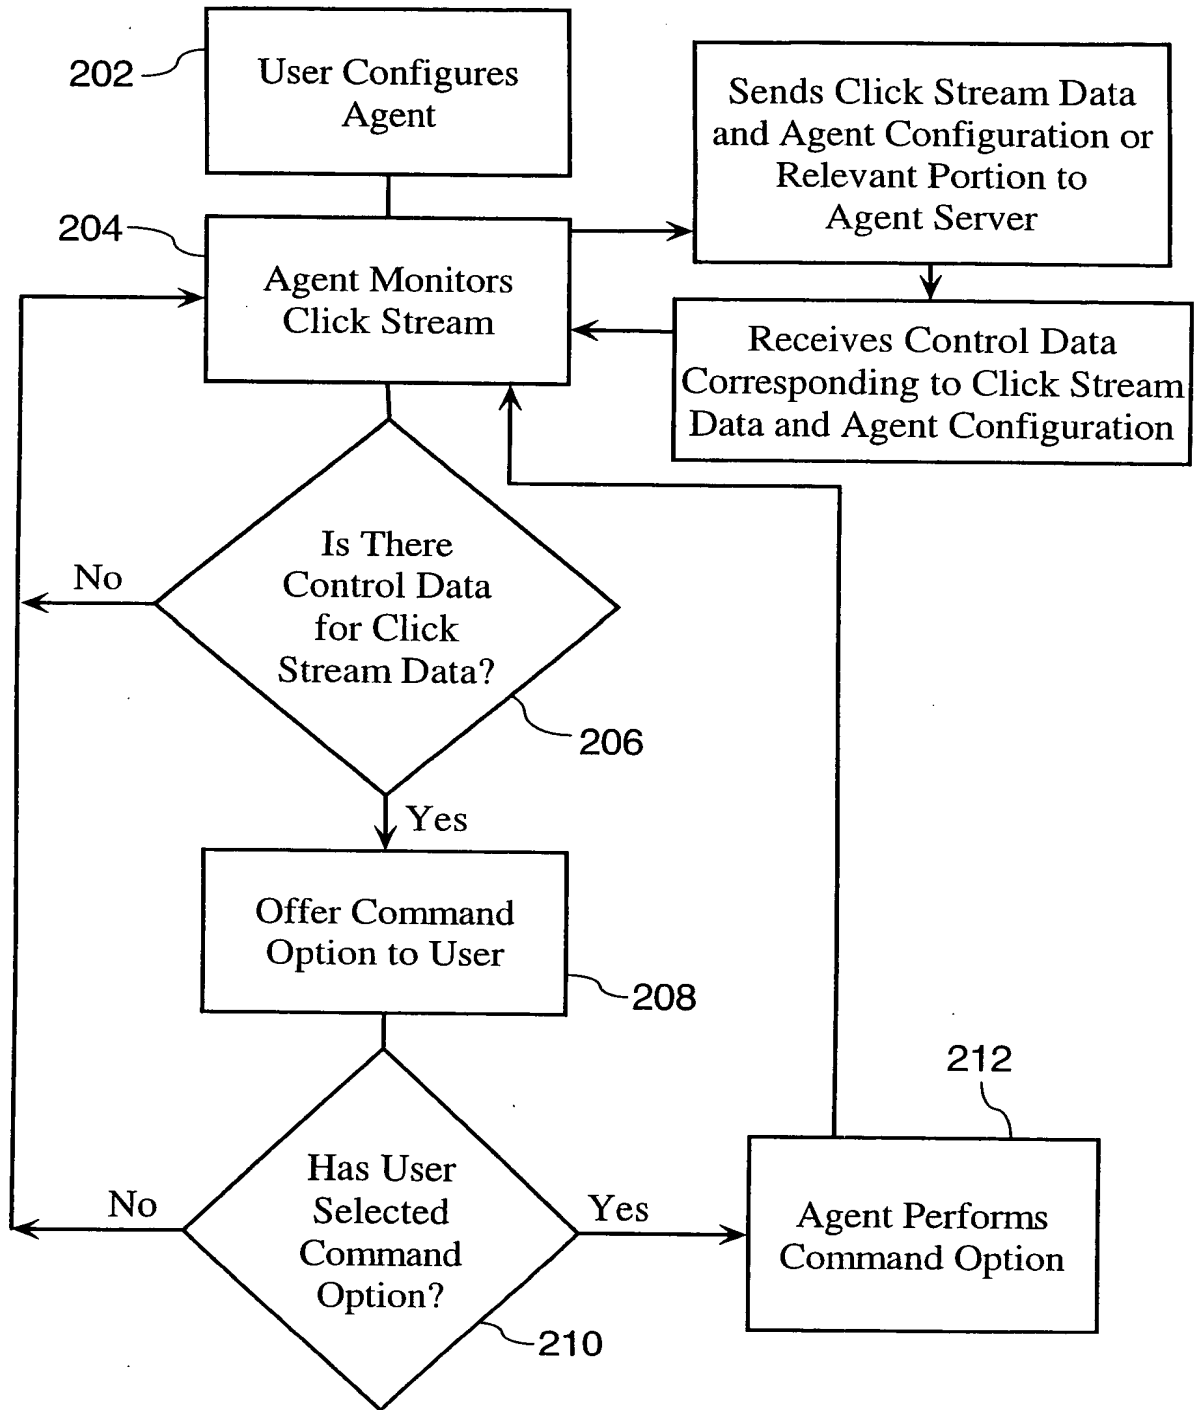 202
User Configures
Agent
Sends Click Stream Data
and Agent Configuration or
Relevant Portion to
Agent Server
204
Agent Monitors
Click Stream
Receives Control Data
Corresponding to Click Stream
Data and Agent Configuration
No
Is There
Control Data
for Click
Stream Data?
206
Yes
Offer Command
Option to User
208
212
No
Has User
Selected
Command
Option?
Yes
Agent Performs
Command Option
210